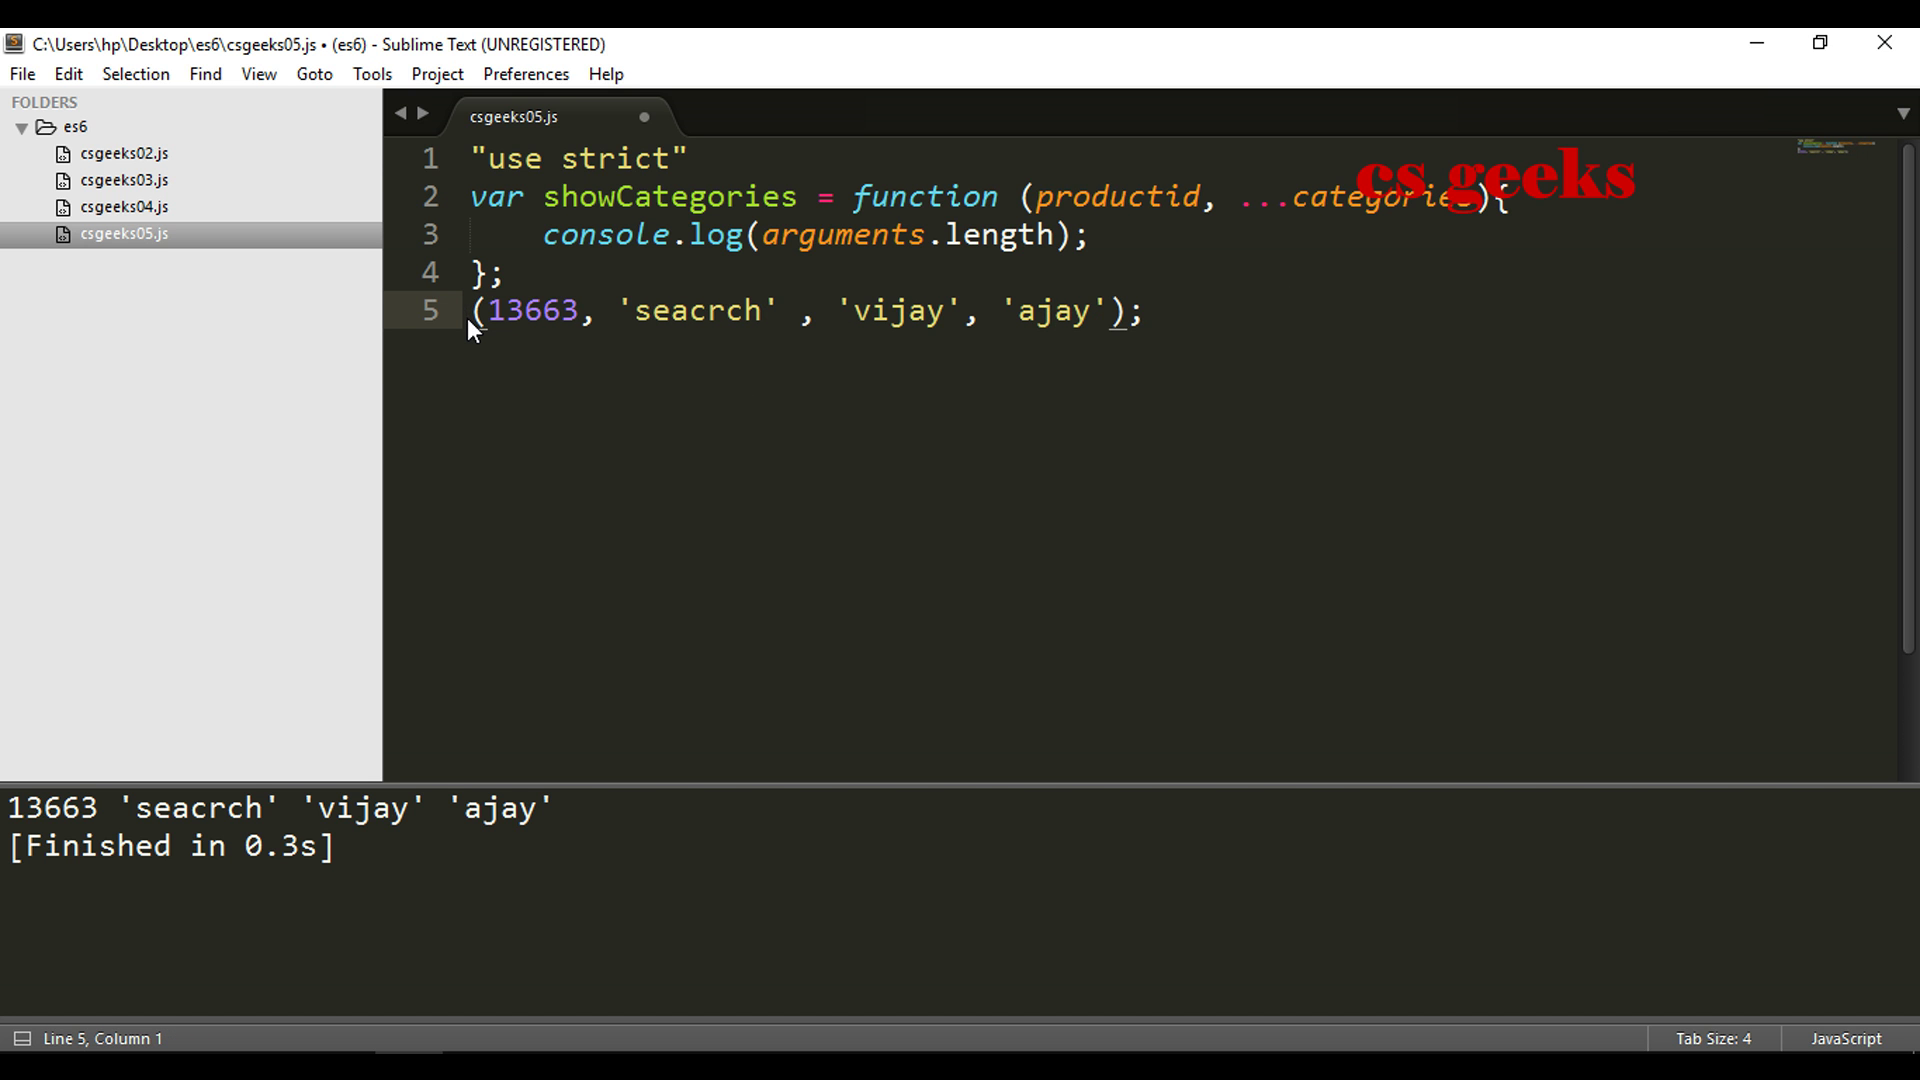 C:\Users\hp\Desktop\es6\csgeeks05.js • (es6) - Sublime Text (UNREGISTERED)
File Edit Selection Find View Goto Tools Project Preferences Help
FOLDERS
es6
csgeeks02.js
csgeeks03.js
csgeeks04.js
csgeeks05.js
csgeeks05.js
cs geeks
1 "use strict"
2 var showCategories = function (productid, ...categories){
3 console.log(arguments.length);
4 };
5 (13663, 'seacrch' , 'vijay', 'ajay');
13663 'seacrch' 'vijay' 'ajay'
[Finished in 0.3s]
Line 5, Column 1
Tab Size: 4
JavaScript